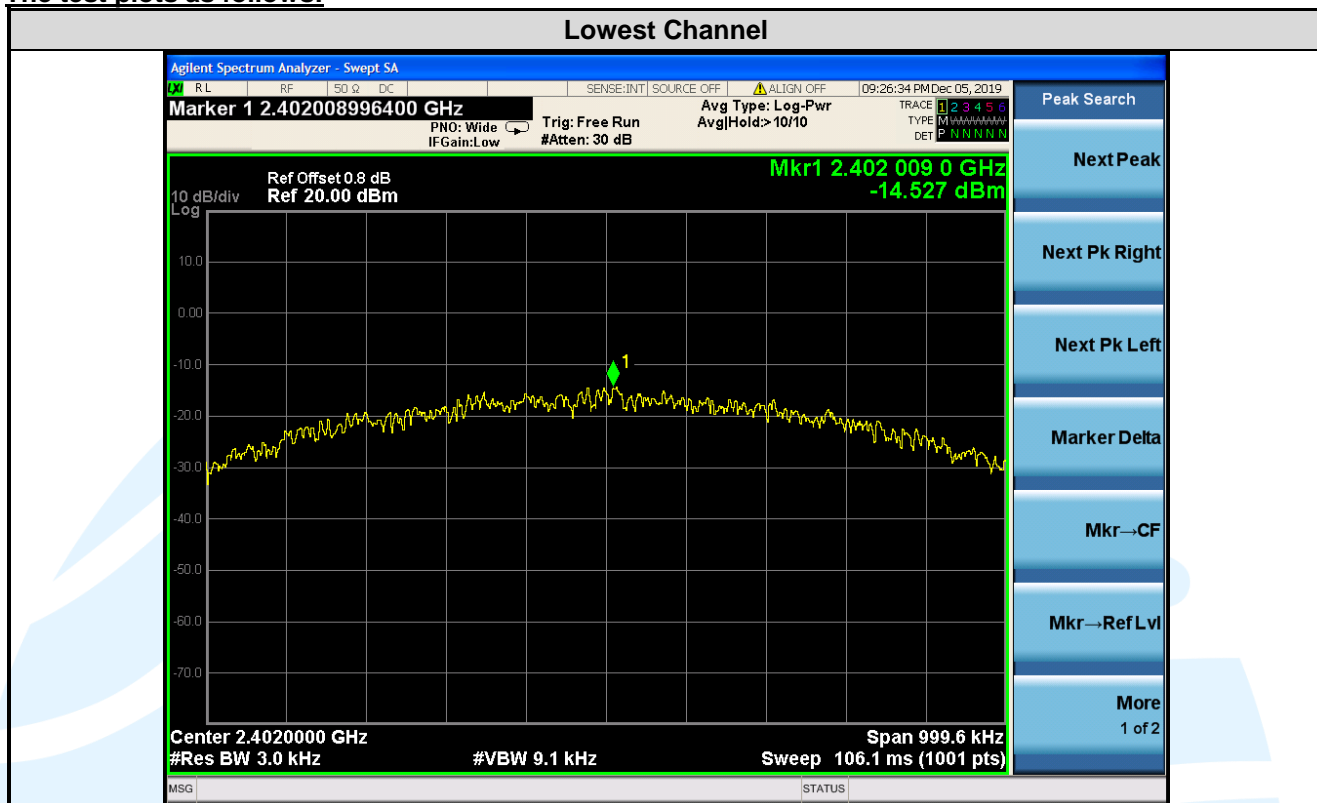 The test plots as follows:
Lowest Channel
Agilent Spectrum Analyzer - Swept SA
LXI RL RF 50 Ω DC SENSE:INT SOURCE OFF ALIGN OFF 09:26:34 PM Dec 05, 2019
Marker 1 2.402008996400 GHz
PNO: Wide
IFGain:Low
Trig: Free Run
#Atten: 30 dB
Avg Type: Log-Pwr
Avg|Hold:>10/10
TRACE 1 2 3 4 5 6
TYPE M W W W W W
DET P N N N N N
Peak Search
Mkr1 2.402 009 0 GHz
-14.527 dBm
Ref Offset 0.8 dB
10 dB/div Ref 20.00 dBm
Log
10.0
0.00
-10.0
-20.0
-30.0
-40.0
-50.0
-60.0
-70.0
1
Center 2.4020000 GHz Span 999.6 kHz
#Res BW 3.0 kHz #VBW 9.1 kHz Sweep 106.1 ms (1001 pts)
MSG STATUS
Next Peak
Next Pk Right
Next Pk Left
Marker Delta
Mkr→CF
Mkr→Ref Lvl
More
1 of 2